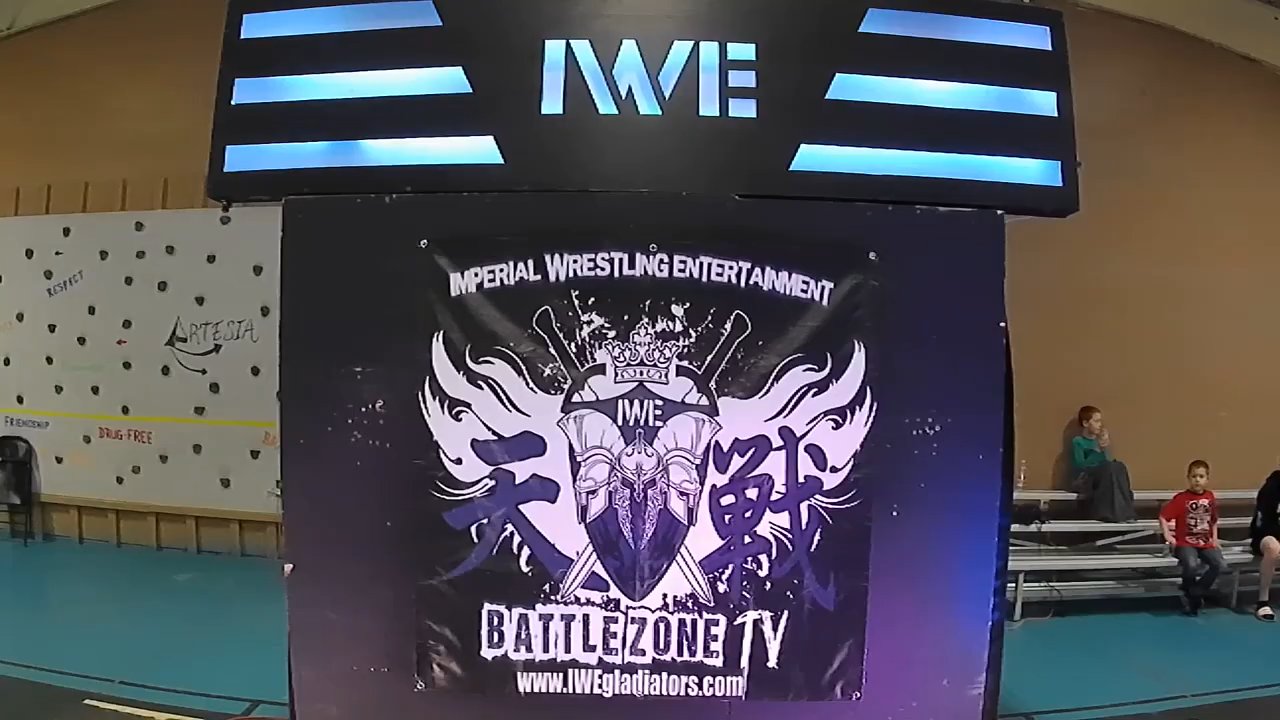 IWE
IMPERIAL WRESTLING ENTERTAINMENT
IWE
天 戦
BATTLEZONE TV
www.IWEgladiators.com
RESPECT
ARTESIA
FRIENDSHIP
DRUG-FREE